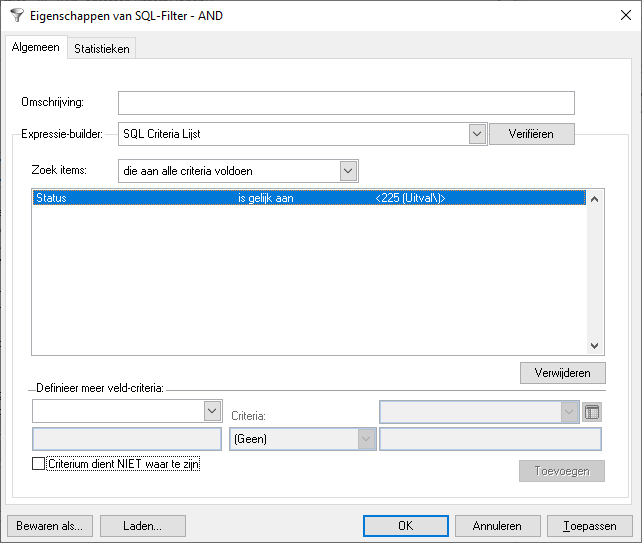 Eigenschappen van SQL-Filter - AND
Algemeen Statistieken
Omschrijving:
Expressie-builder: SQL Criteria Lijst Verifiëren
Zoek items: die aan alle criteria voldoen
Status is gelijk aan <225 (Uitval\)>
Verwijderen
Definieer meer veld-criteria:
Criteria:
(Geen)
Criterium dient NIET waar te zijn
Toevoegen
Bewaren als... Laden... OK Annuleren Toepassen